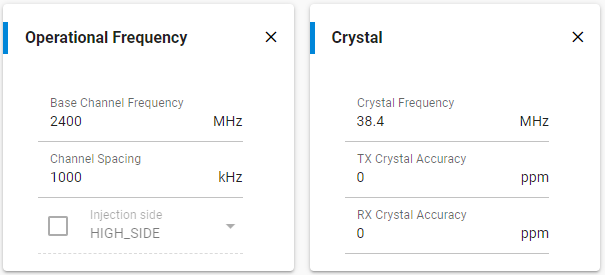 Operational Frequency
Base Channel Frequency
2400 MHz
Channel Spacing
1000 kHz
Injection side
HIGH_SIDE
Crystal
Crystal Frequency
38.4 MHz
TX Crystal Accuracy
0 ppm
RX Crystal Accuracy
0 ppm